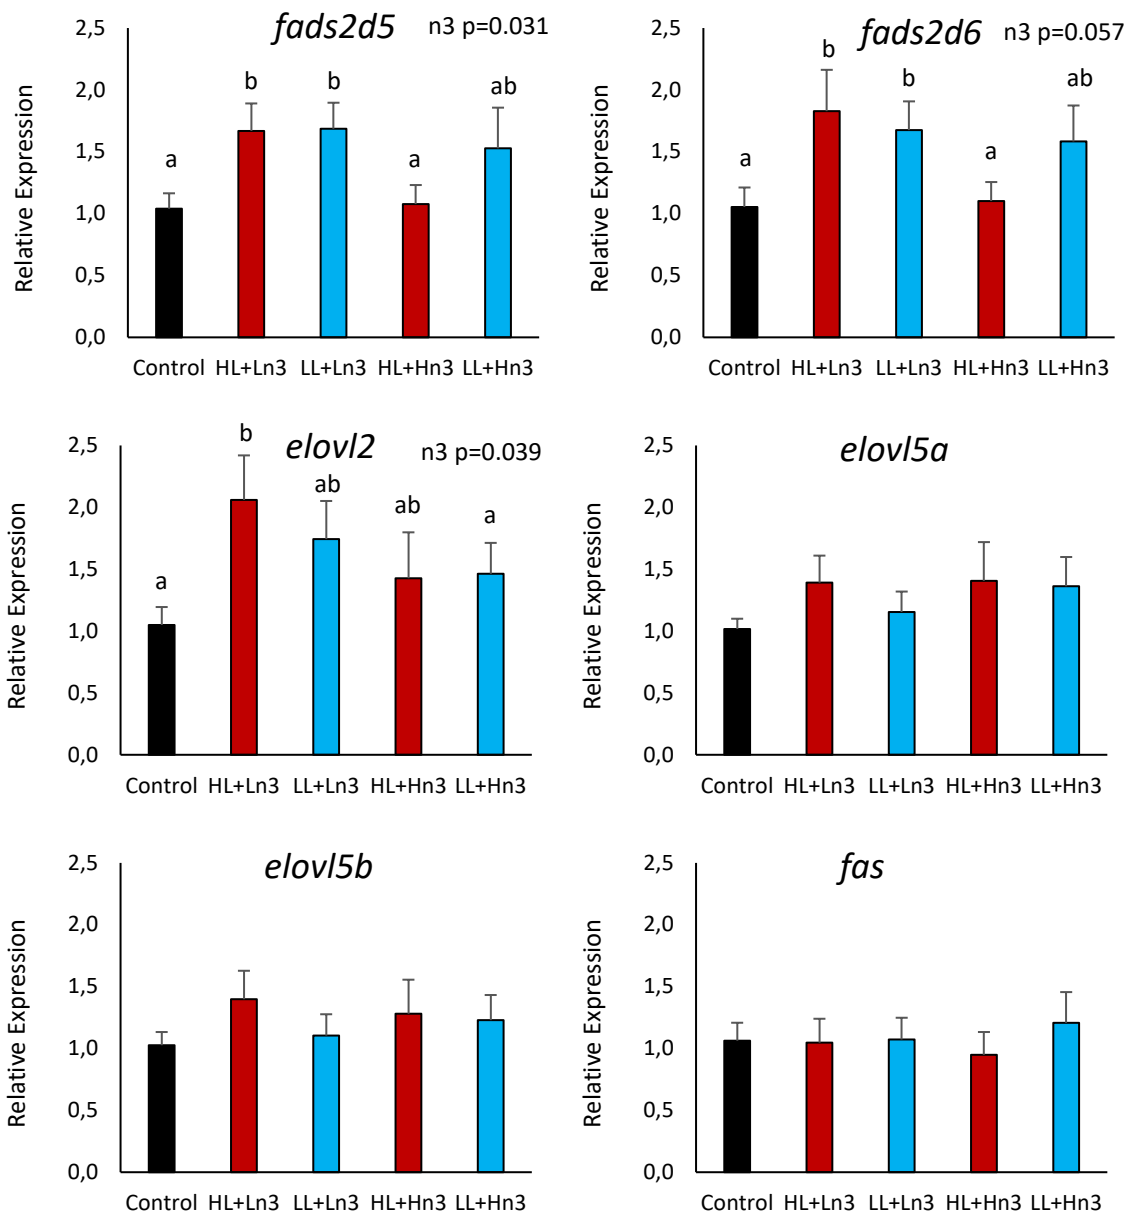 fads2d5 n3 p=0.031
b b ab a a
2,5
2,0
1,5
1,0
0,5
0,0
Relative Expression
Control HL+Ln3 LL+Ln3 HL+Hn3 LL+Hn3
fads2d6 n3 p=0.057
b b ab a a
2,5
2,0
1,5
1,0
0,5
0,0
Relative Expression
Control HL+Ln3 LL+Ln3 HL+Hn3 LL+Hn3
elovl2 n3 p=0.039
b ab ab a a
2,5
2,0
1,5
1,0
0,5
0,0
Relative Expression
Control HL+Ln3 LL+Ln3 HL+Hn3 LL+Hn3
elovl5a
2,5
2,0
1,5
1,0
0,5
0,0
Relative Expression
Control HL+Ln3 LL+Ln3 HL+Hn3 LL+Hn3
elovl5b
2,5
2,0
1,5
1,0
0,5
0,0
Relative Expression
Control HL+Ln3 LL+Ln3 HL+Hn3 LL+Hn3
fas
2,5
2,0
1,5
1,0
0,5
0,0
Relative Expression
Control HL+Ln3 LL+Ln3 HL+Hn3 LL+Hn3